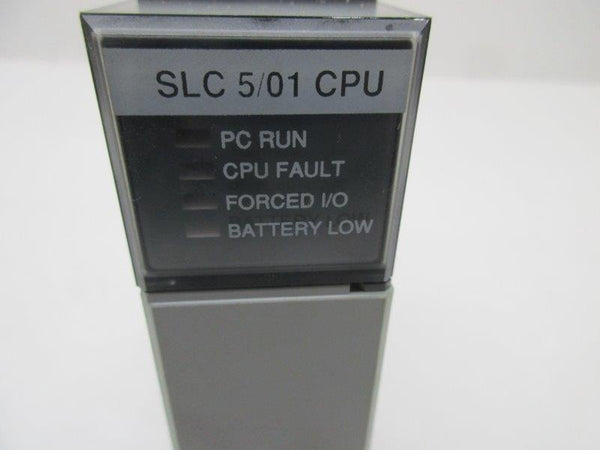 SLC 5/01 CPU
PC RUN
CPU FAULT
FORCED I/O
BATTERY LOW